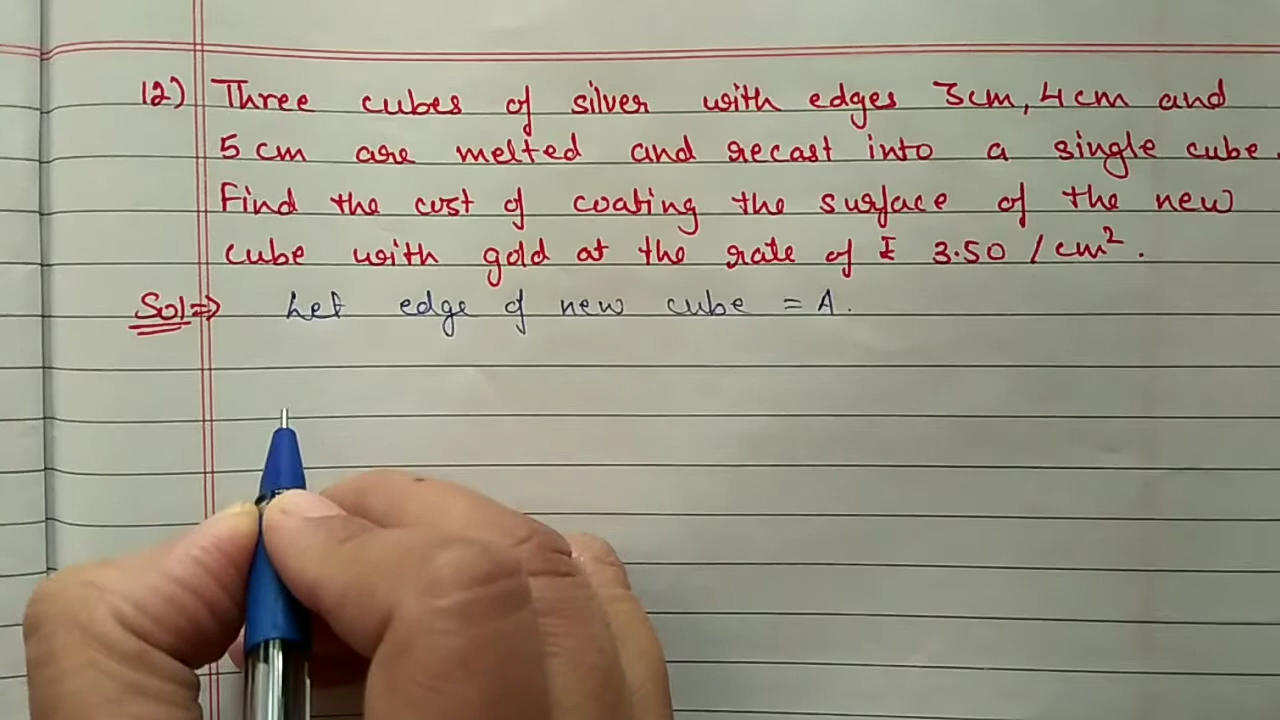 12) Three cubes of silver with edges 3cm, 4cm and
5 cm are melted and recast into a single cube.
Find the cost of coating the surface of the new
cube with gold at the rate of ₹ 3.50 / cm².
Sol ⇒ Let edge of new cube = A.